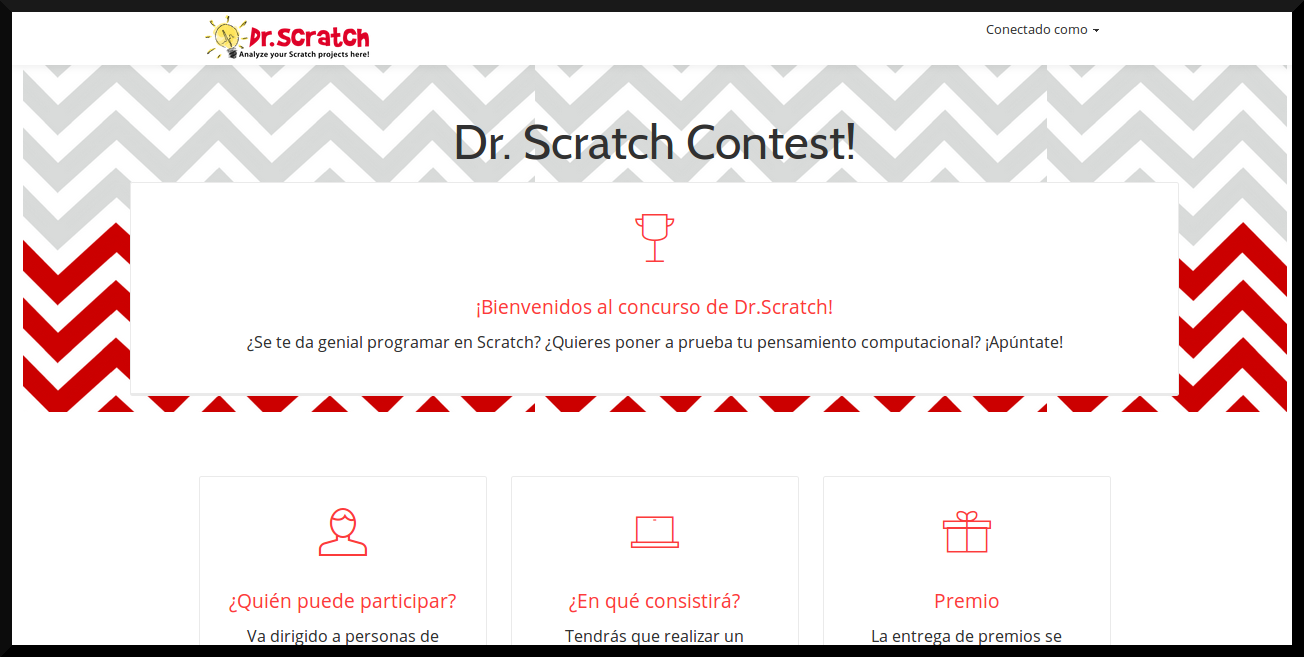 Dr.Scratch
Analyze your Scratch projects here!
Conectado como
Dr. Scratch Contest!
¡Bienvenidos al concurso de Dr.Scratch!
¿Se te da genial programar en Scratch? ¿Quieres poner a prueba tu pensamiento computacional? ¡Apúntate!
¿Quién puede participar?
Va dirigido a personas de
¿En qué consistirá?
Tendrás que realizar un
Premio
La entrega de premios se